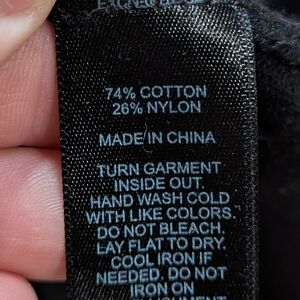 74% COTTON
26% NYLON
MADE IN CHINA
TURN GARMENT
INSIDE OUT.
HAND WASH COLD
WITH LIKE COLORS.
DO NOT BLEACH.
LAY FLAT TO DRY.
COOL IRON IF
NEEDED. DO NOT
IRON ON